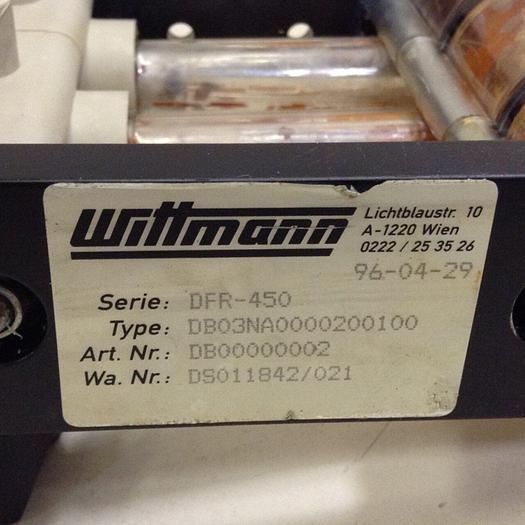 Wittmann
Lichtblaustr. 10
A-1220 Wien
0222 / 25 35 26
96-04-29
Serie: DFR-450
Type: DB03NA0000200100
Art. Nr.: DB00000002
Wa. Nr.: DS011842/021